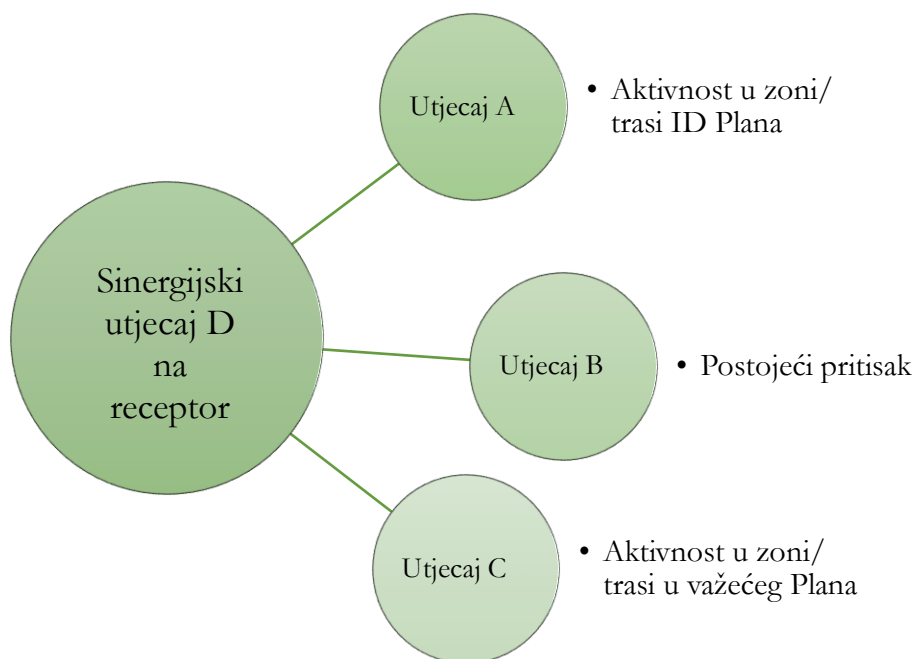 Utjecaj A
• Aktivnost u zoni/
trasi ID Plana
Sinergijski
utjecaj D
na
receptor
Utjecaj B
• Postojeći pritisak
Utjecaj C
• Aktivnost u zoni/
trasi u važećeg Plana